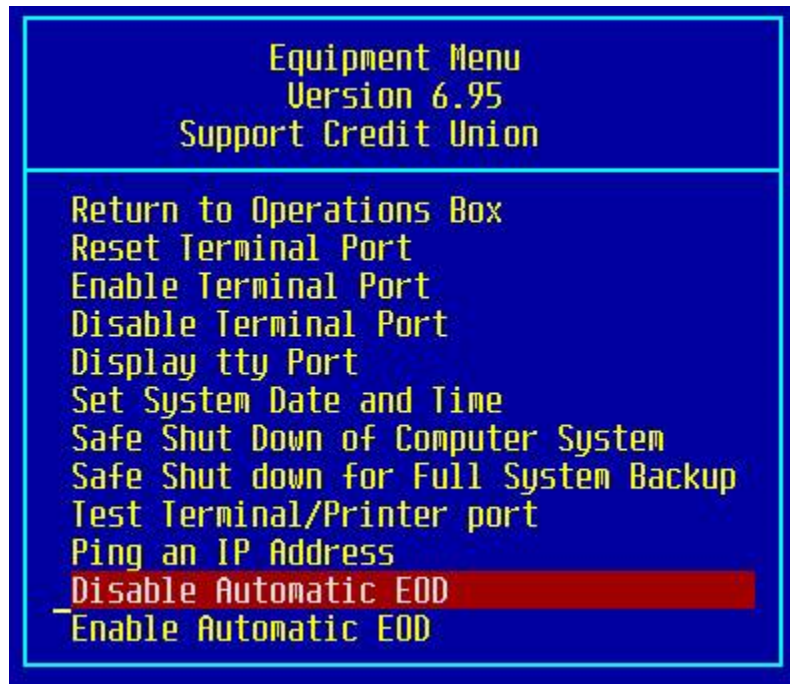 Equipment Menu
Version 6.95
Support Credit Union
Return to Operations Box
Reset Terminal Port
Enable Terminal Port
Disable Terminal Port
Display tty Port
Set System Date and Time
Safe Shut Down of Computer System
Safe Shut down for Full System Backup
Test Terminal/Printer port
Ping an IP Address
Disable Automatic EOD
Enable Automatic EOD